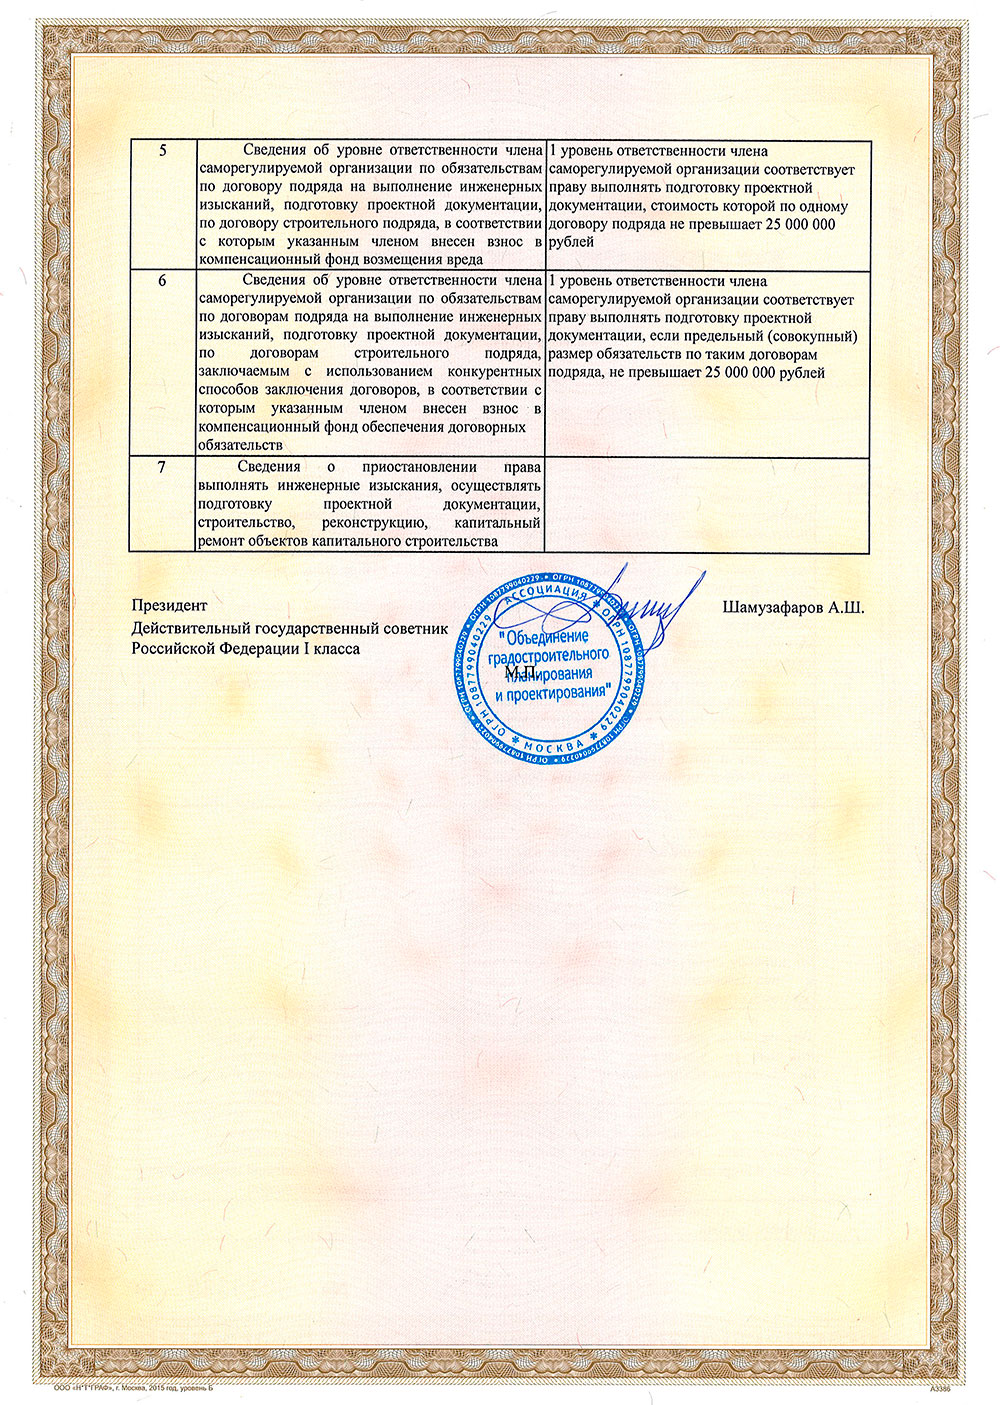 5
Сведения об уровне ответственности члена
саморегулируемой организации по обязательствам
по договору подряда на выполнение инженерных
изысканий, подготовку проектной документации,
по договору строительного подряда, в соответствии
с которым указанным членом внесен взнос в
компенсационный фонд возмещения вреда
1 уровень ответственности члена
саморегулируемой организации соответствует
праву выполнять подготовку проектной
документации, стоимость которой по одному
договору подряда не превышает 25 000 000
рублей
6
Сведения об уровне ответственности члена
саморегулируемой организации по обязательствам
по договорам подряда на выполнение инженерных
изысканий, подготовку проектной документации,
по договорам строительного подряда,
заключаемым с использованием конкурентных
способов заключения договоров, в соответствии с
которым указанным членом внесен взнос в
компенсационный фонд обеспечения договорных
обязательств
1 уровень ответственности члена
саморегулируемой организации соответствует
праву выполнять подготовку проектной
документации, если предельный (совокупный)
размер обязательств по таким договорам
подряда, не превышает 25 000 000 рублей
7
Сведения о приостановлении права
выполнять инженерные изыскания, осуществлять
подготовку проектной документации,
строительство, реконструкцию, капитальный
ремонт объектов капитального строительства
Президент
Действительный государственный советник
Российской Федерации I класса
Шамузафаров А.Ш.
АССОЦИАЦИЯ * ОГРН 1087799040229 * МОСКВА * ОГРН 1087799040229
"Объединение
градостроительного
планирования
и проектирования"
М.П.
ООО «Н*Т*ГРАФ», г. Москва, 2015 год, уровень Б
А3386